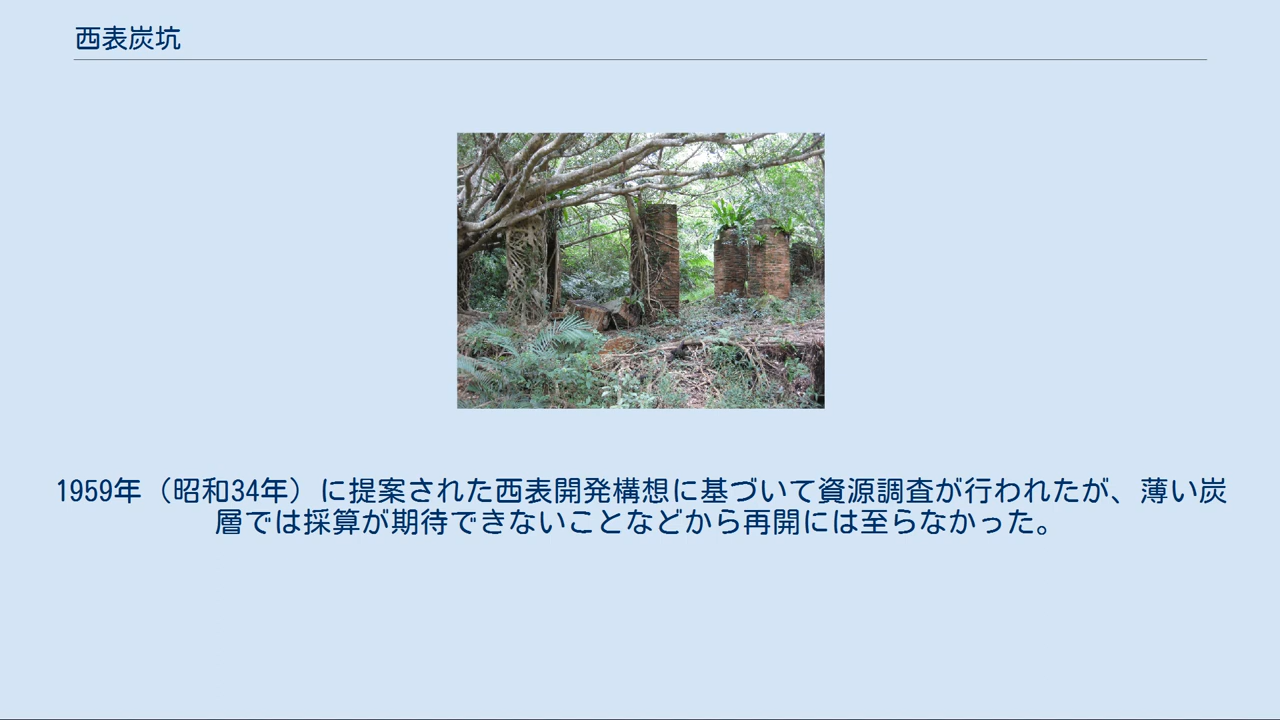 西表炭坑
1959年（昭和34年）に提案された西表開発構想に基づいて資源調査が行われたが、薄い炭
層では採算が期待できないことなどから再開には至らなかった。